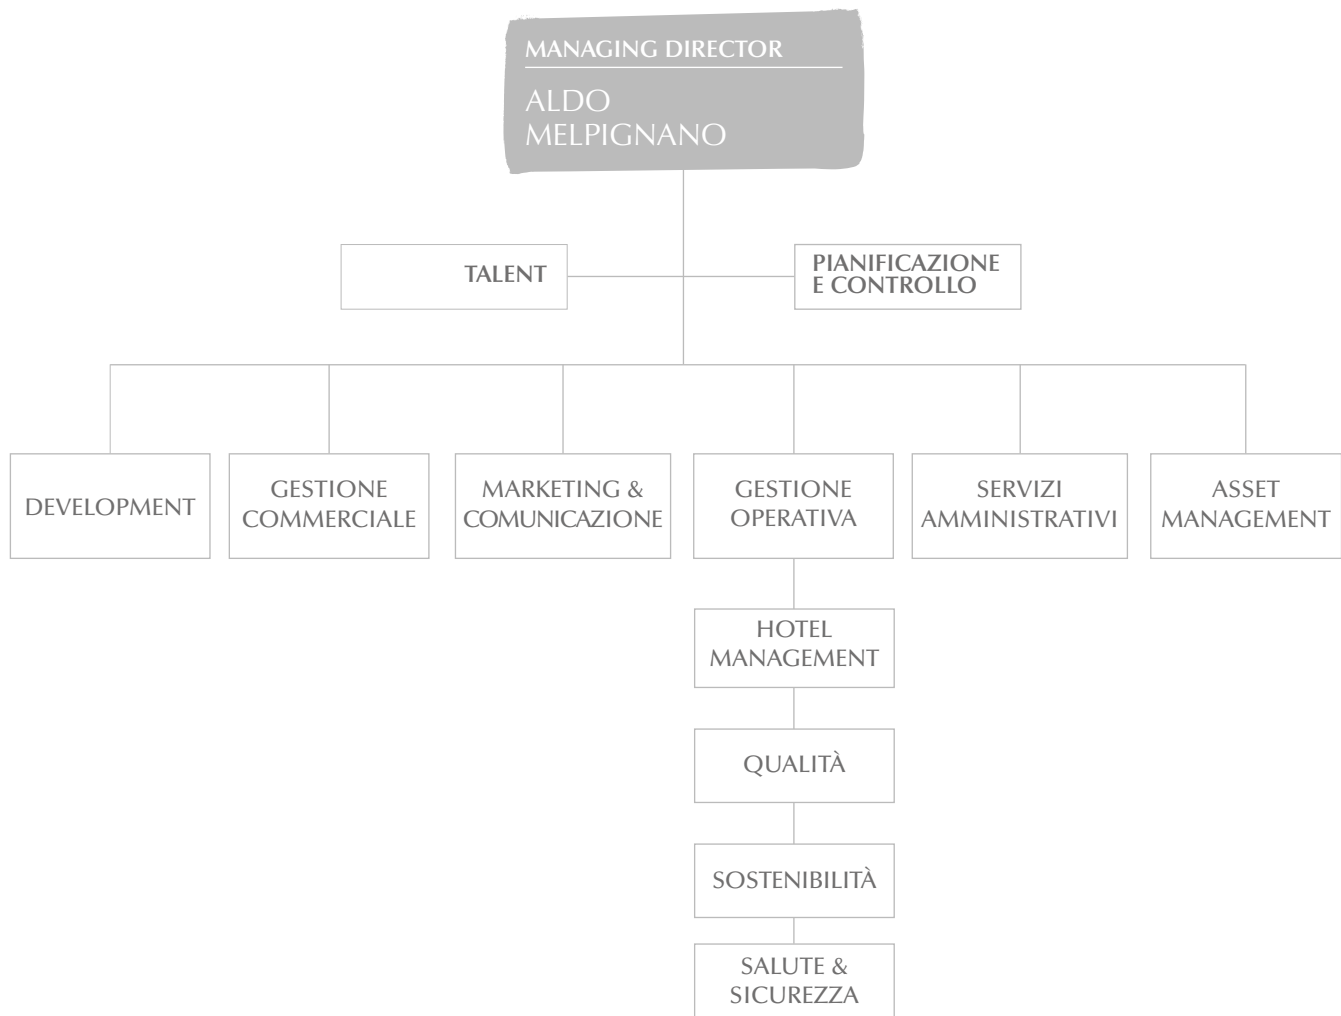 MANAGING DIRECTOR
ALDO
MELPIGNANO
TALENT
PIANIFICAZIONE
E CONTROLLO
DEVELOPMENT
GESTIONE
COMMERCIALE
MARKETING &
COMUNICAZIONE
GESTIONE
OPERATIVA
SERVIZI
AMMINISTRATIVI
ASSET
MANAGEMENT
HOTEL
MANAGEMENT
QUALITÀ
SOSTENIBILITÀ
SALUTE &
SICUREZZA